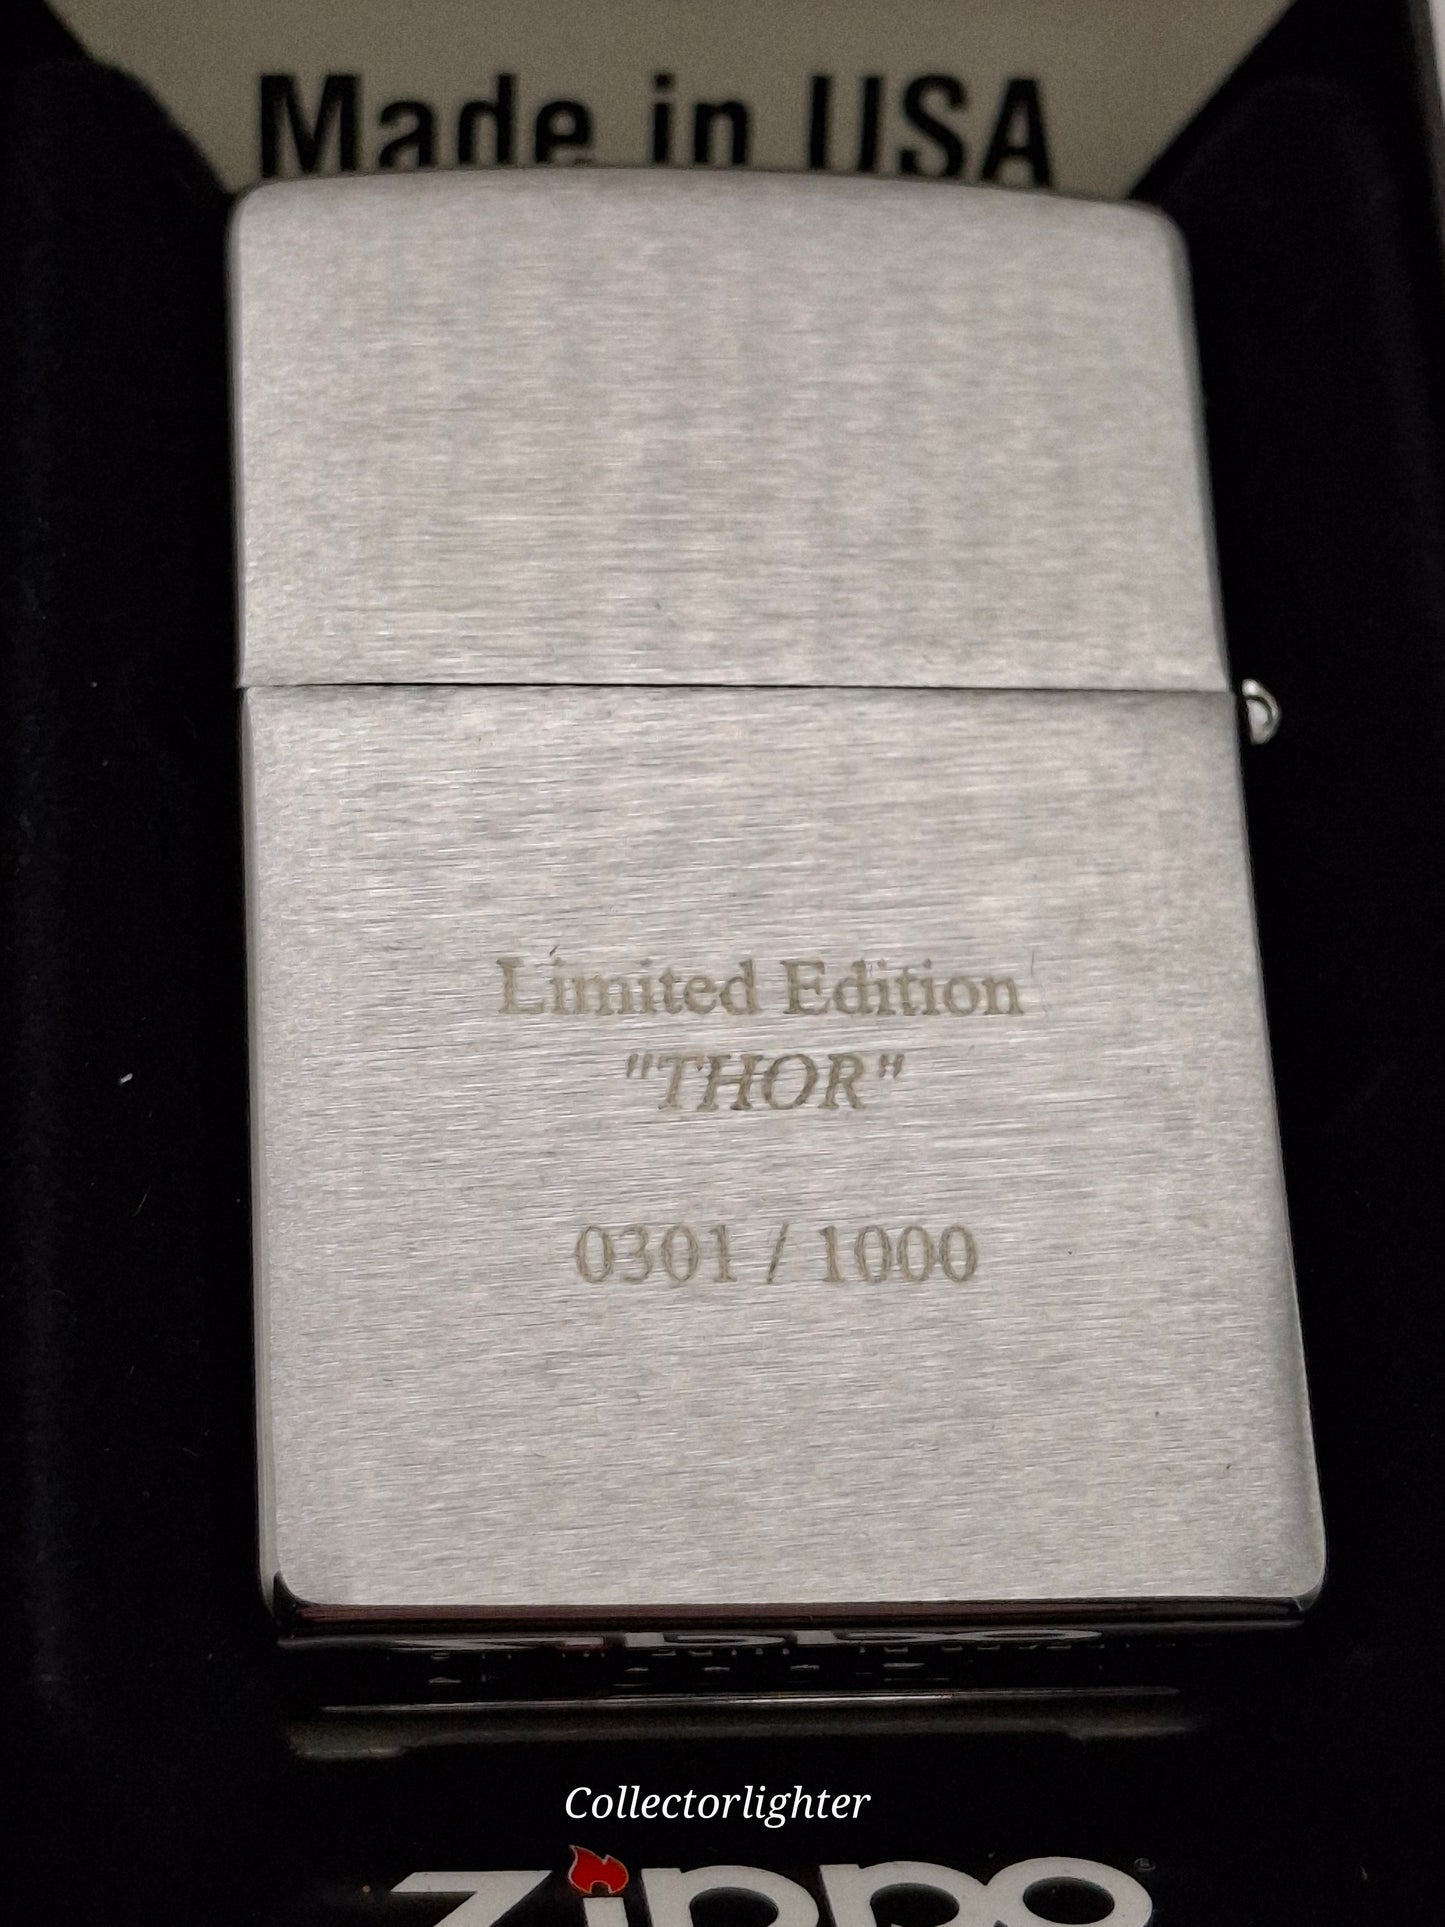 Made in USA
Limited Edition
"THOR"
0301 / 1000
Collectorlighter
zippo